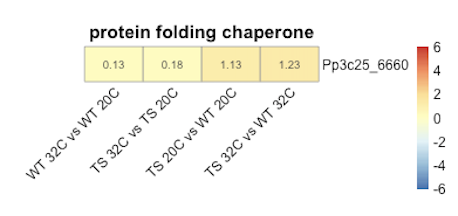 protein folding chaperone
0.13 0.18 1.13 1.23 Pp3c25_6660
WT 32C vs WT 20C
TS 32C vs TS 20C
TS 20C vs WT 20C
TS 32C vs WT 32C
6
4
2
0
-2
-4
-6